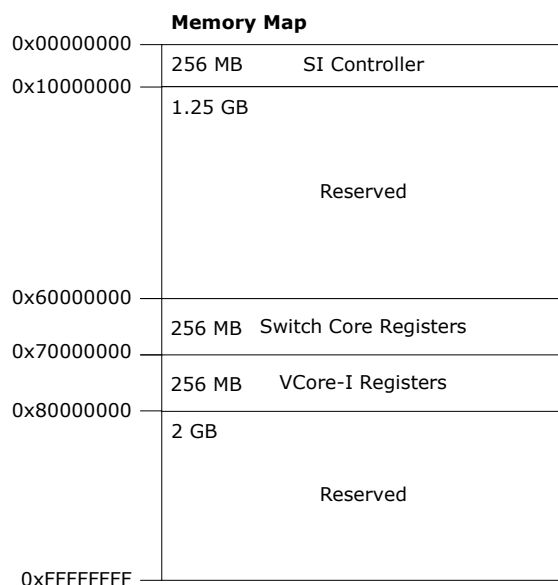 Memory Map
0x00000000
256 MB SI Controller
0x10000000
1.25 GB
Reserved
0x60000000
256 MB Switch Core Registers
0x70000000
256 MB VCore-I Registers
0x80000000
2 GB
Reserved
0xFFFFFFFF